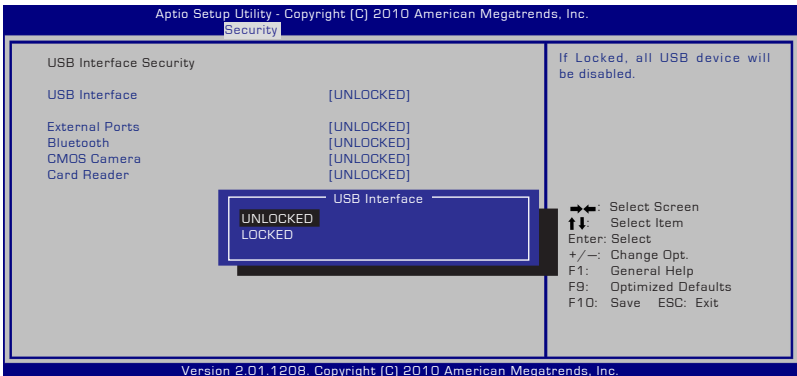 Aptio Setup Utility - Copyright (C) 2010 American Megatrends, Inc.
Security
USB Interface Security
USB Interface [UNLOCKED]
External Ports [UNLOCKED]
Bluetooth [UNLOCKED]
CMOS Camera [UNLOCKED]
Card Reader [UNLOCKED]
USB Interface
UNLOCKED
LOCKED
If Locked, all USB device will
be disabled.
→←: Select Screen
↑↓: Select Item
Enter: Select
+/—: Change Opt.
F1: General Help
F9: Optimized Defaults
F10: Save ESC: Exit
Version 2.01.1208. Copyright (C) 2010 American Megatrends, Inc.